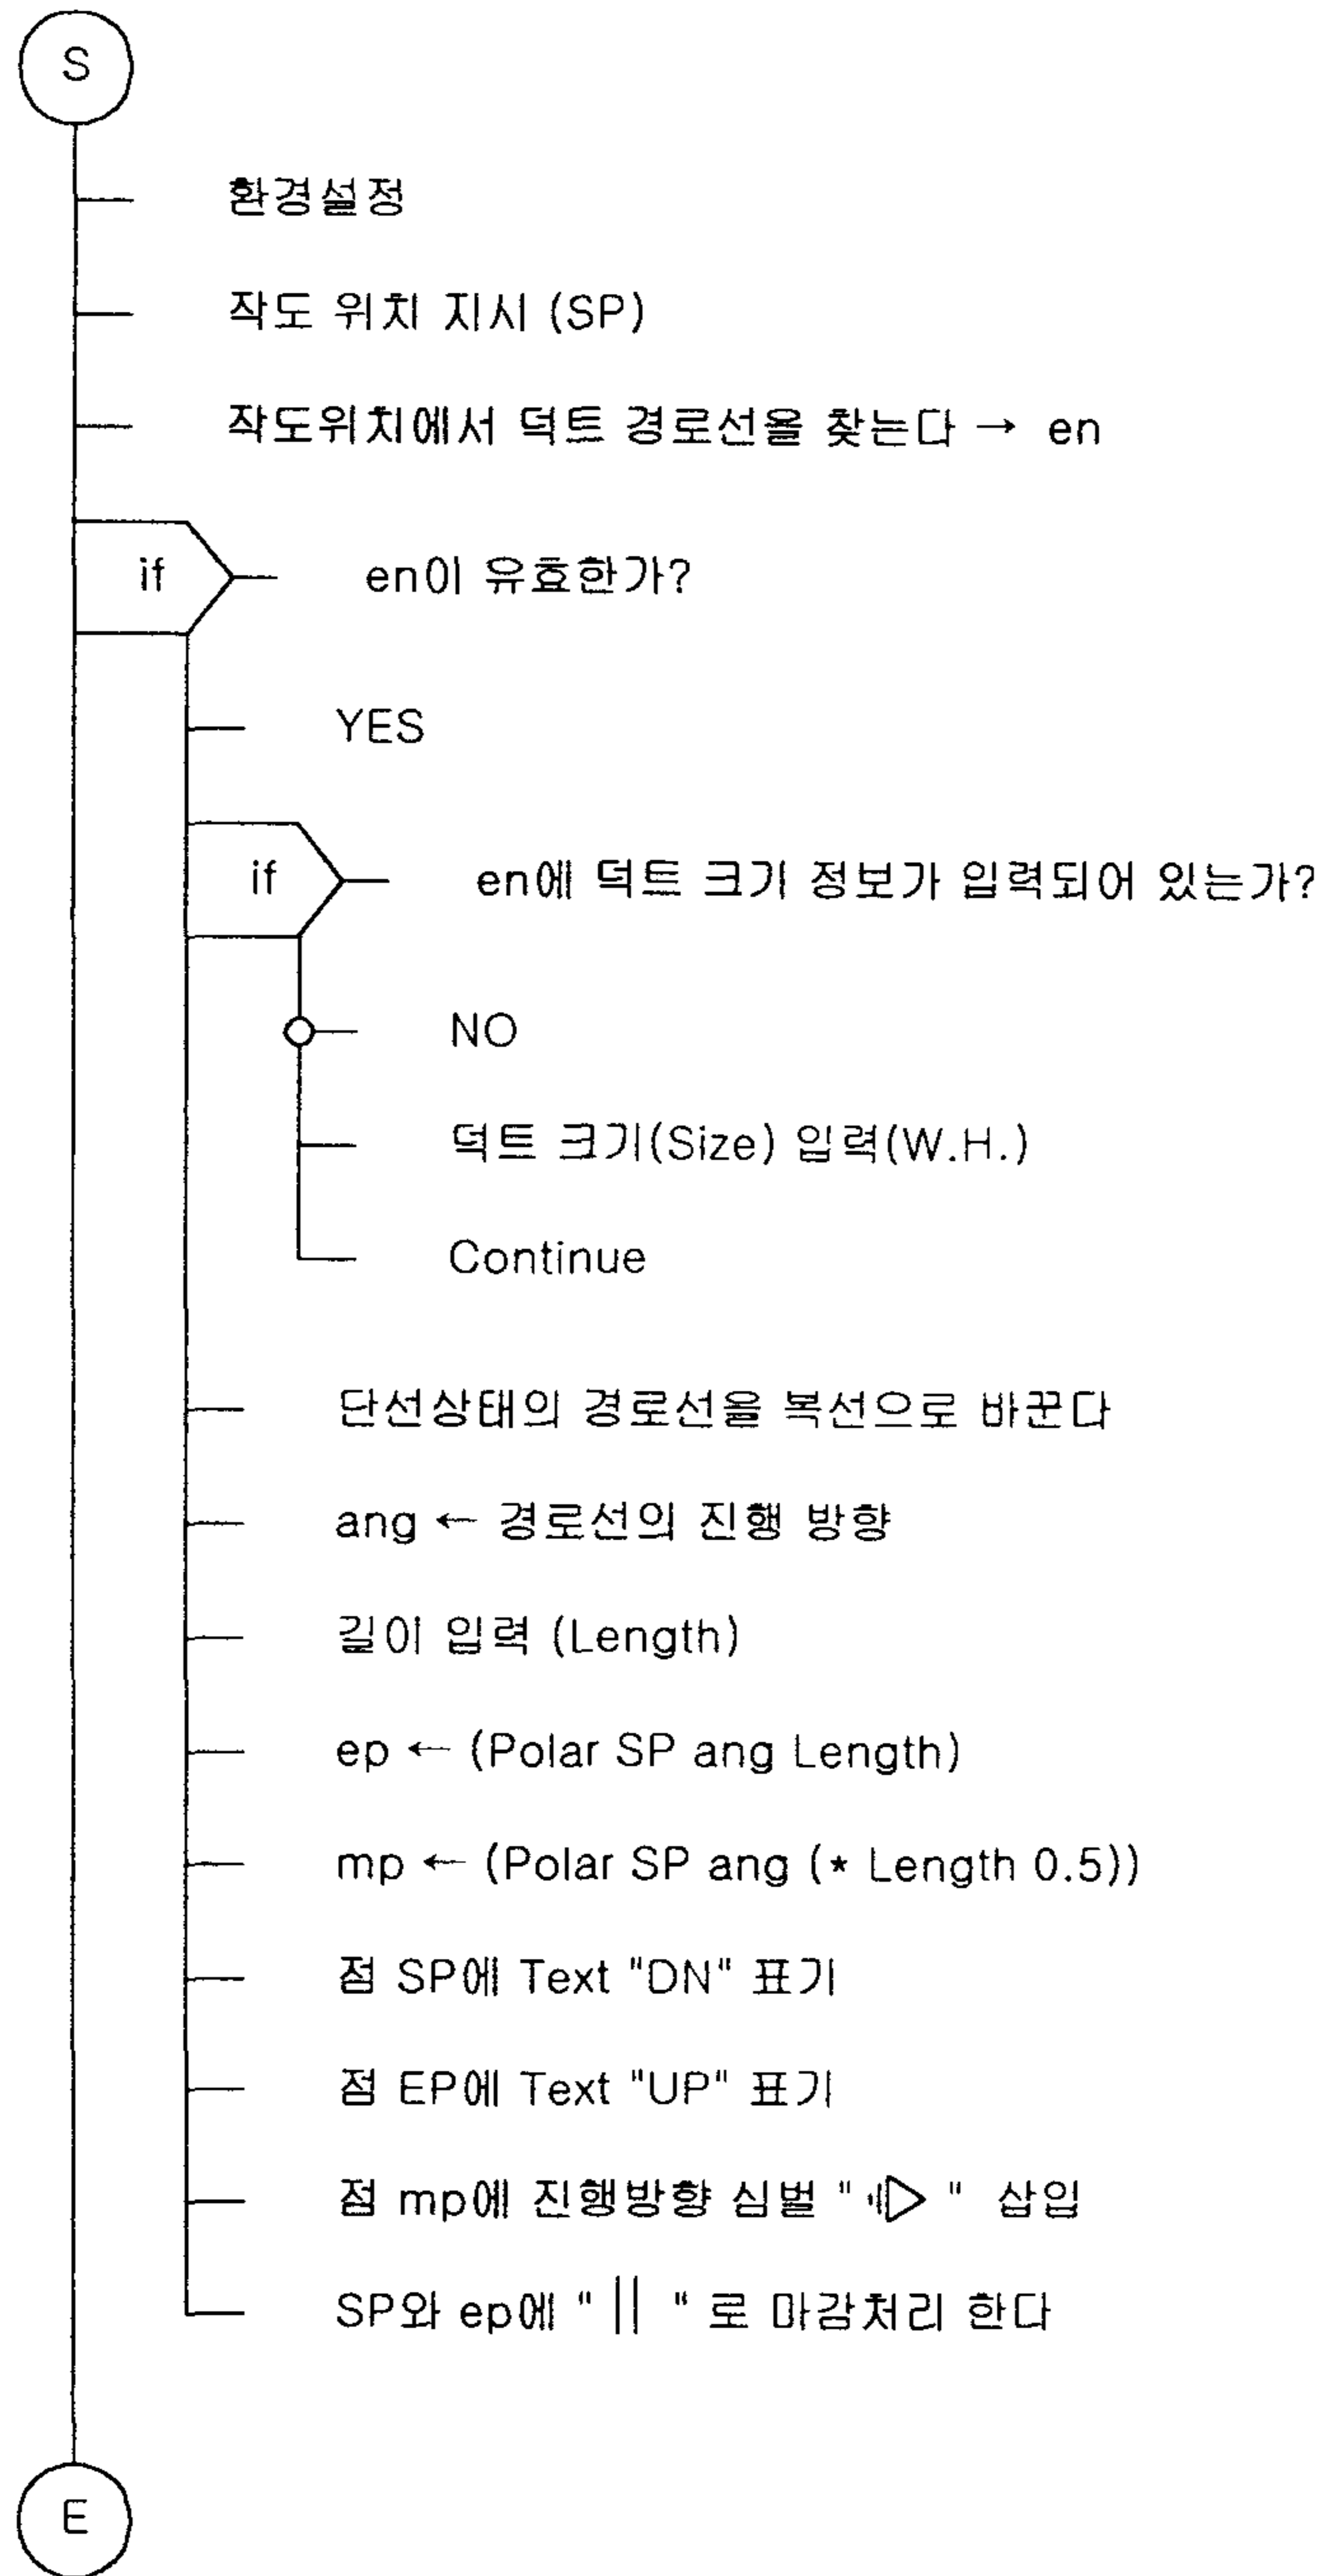 S
환경설정
작도 위치 지시 (SP)
작도위치에서 덕트 경로선을 찾는다 → en
if en이 유효한가?
YES
if en에 덕트 크기 정보가 입력되어 있는가?
NO
덕트 크기(Size) 입력(W.H.)
Continue
단선상태의 경로선을 복선으로 바꾼다
ang ← 경로선의 진행 방향
길이 입력 (Length)
ep ← (Polar SP ang Length)
mp ← (Polar SP ang (* Length 0.5))
점 SP에 Text "DN" 표기
점 EP에 Text "UP" 표기
점 mp에 진행방향 심벌 " " 삽입
SP와 ep에 " || " 로 마감처리 한다
E